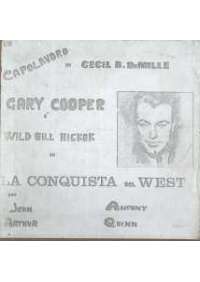 CAPOLAVORO
DI CECIL B. DEMILLE
GARY COOPER
È
WILD BILL HICKOK
IN
LA CONQUISTA DEL WEST
CON
JEAN ARTHUR
ANTHONY QUINN